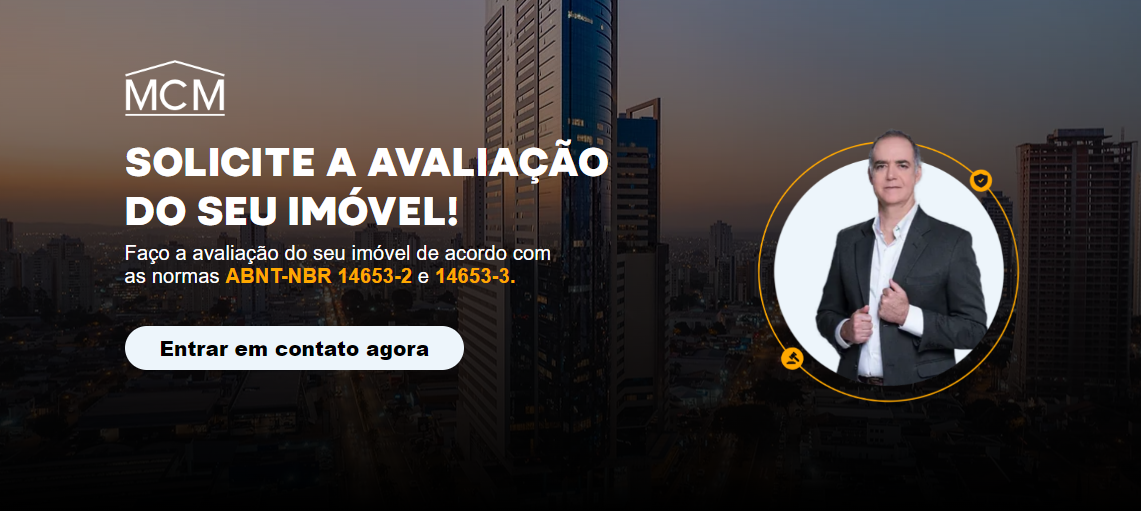 MCM
SOLICITE A AVALIAÇÃO
DO SEU IMÓVEL!
Faço a avaliação do seu imóvel de acordo com
as normas ABNT-NBR 14653-2 e 14653-3.
Entrar em contato agora